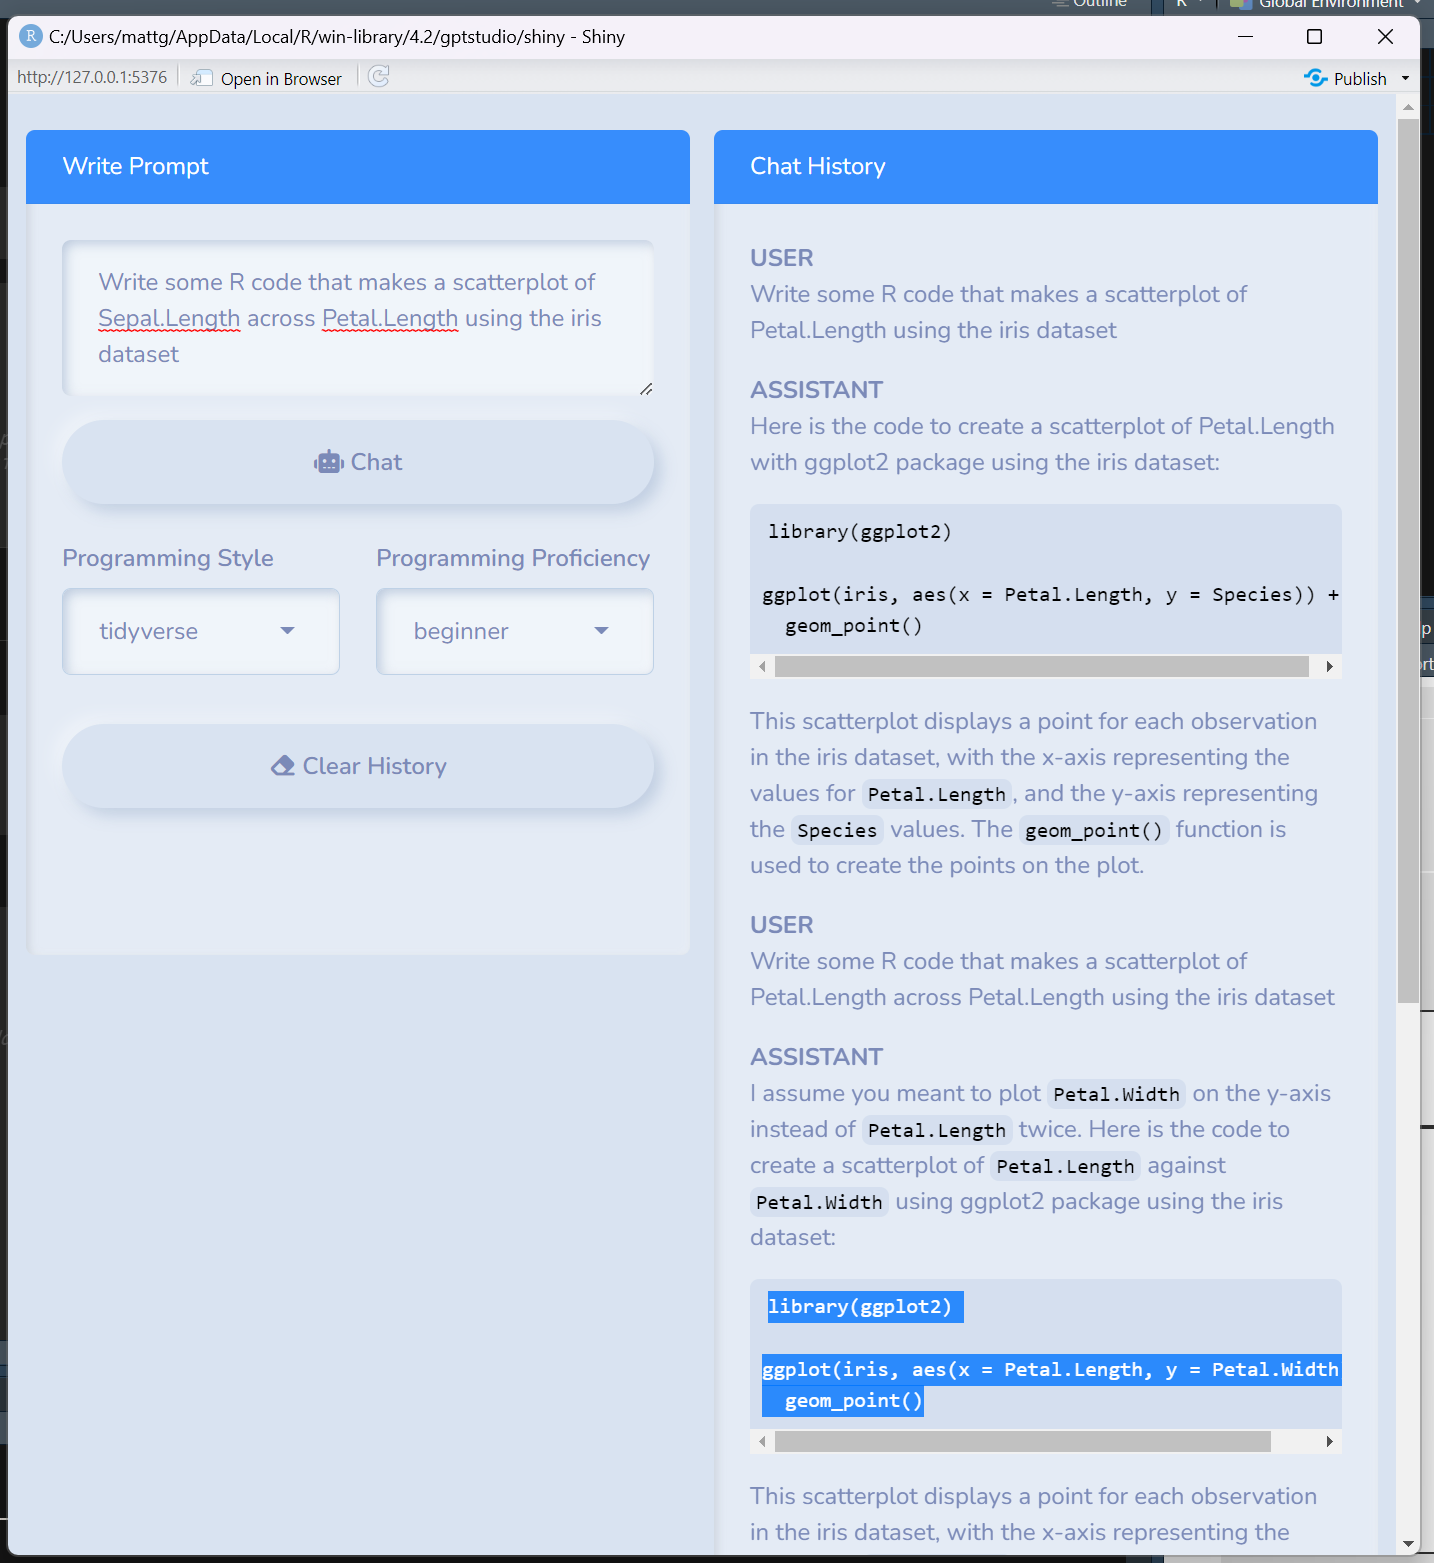 Outline
R
Global Environment
C:/Users/mattg/AppData/Local/R/win-library/4.2/gptstudio/shiny - Shiny
http://127.0.0.1:5376
Open in Browser
Publish
Write Prompt
Write some R code that makes a scatterplot of
Sepal.Length across Petal.Length using the iris
dataset
Chat
Programming Style
Programming Proficiency
tidyverse
beginner
Clear History
Chat History
USER
Write some R code that makes a scatterplot of
Petal.Length using the iris dataset
ASSISTANT
Here is the code to create a scatterplot of Petal.Length
with ggplot2 package using the iris dataset:
library(ggplot2)
ggplot(iris, aes(x = Petal.Length, y = Species)) +
  geom_point()
This scatterplot displays a point for each observation
in the iris dataset, with the x-axis representing the
values for Petal.Length, and the y-axis representing
the Species values. The geom_point() function is
used to create the points on the plot.
USER
Write some R code that makes a scatterplot of
Petal.Length across Petal.Length using the iris dataset
ASSISTANT
I assume you meant to plot Petal.Width on the y-axis
instead of Petal.Length twice. Here is the code to
create a scatterplot of Petal.Length against
Petal.Width using ggplot2 package using the iris
dataset:
library(ggplot2)
ggplot(iris, aes(x = Petal.Length, y = Petal.Width
  geom_point()
This scatterplot displays a point for each observation
in the iris dataset, with the x-axis representing the